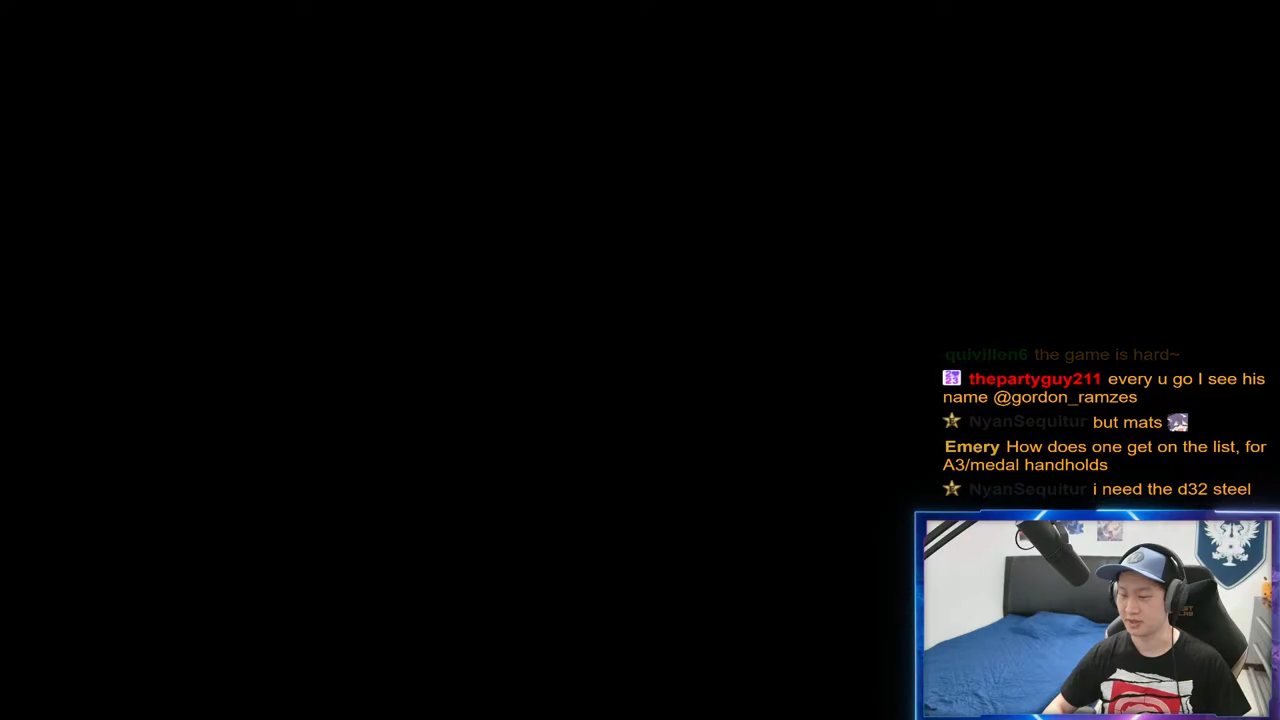 quivillen6 the game is hard~
thepartyguy211 every u go I see his
name @gordon_ramzes
NyanSequitur but mats
Emery How does one get on the list, for
A3/medal handholds
NyanSequitur i need the d32 steel